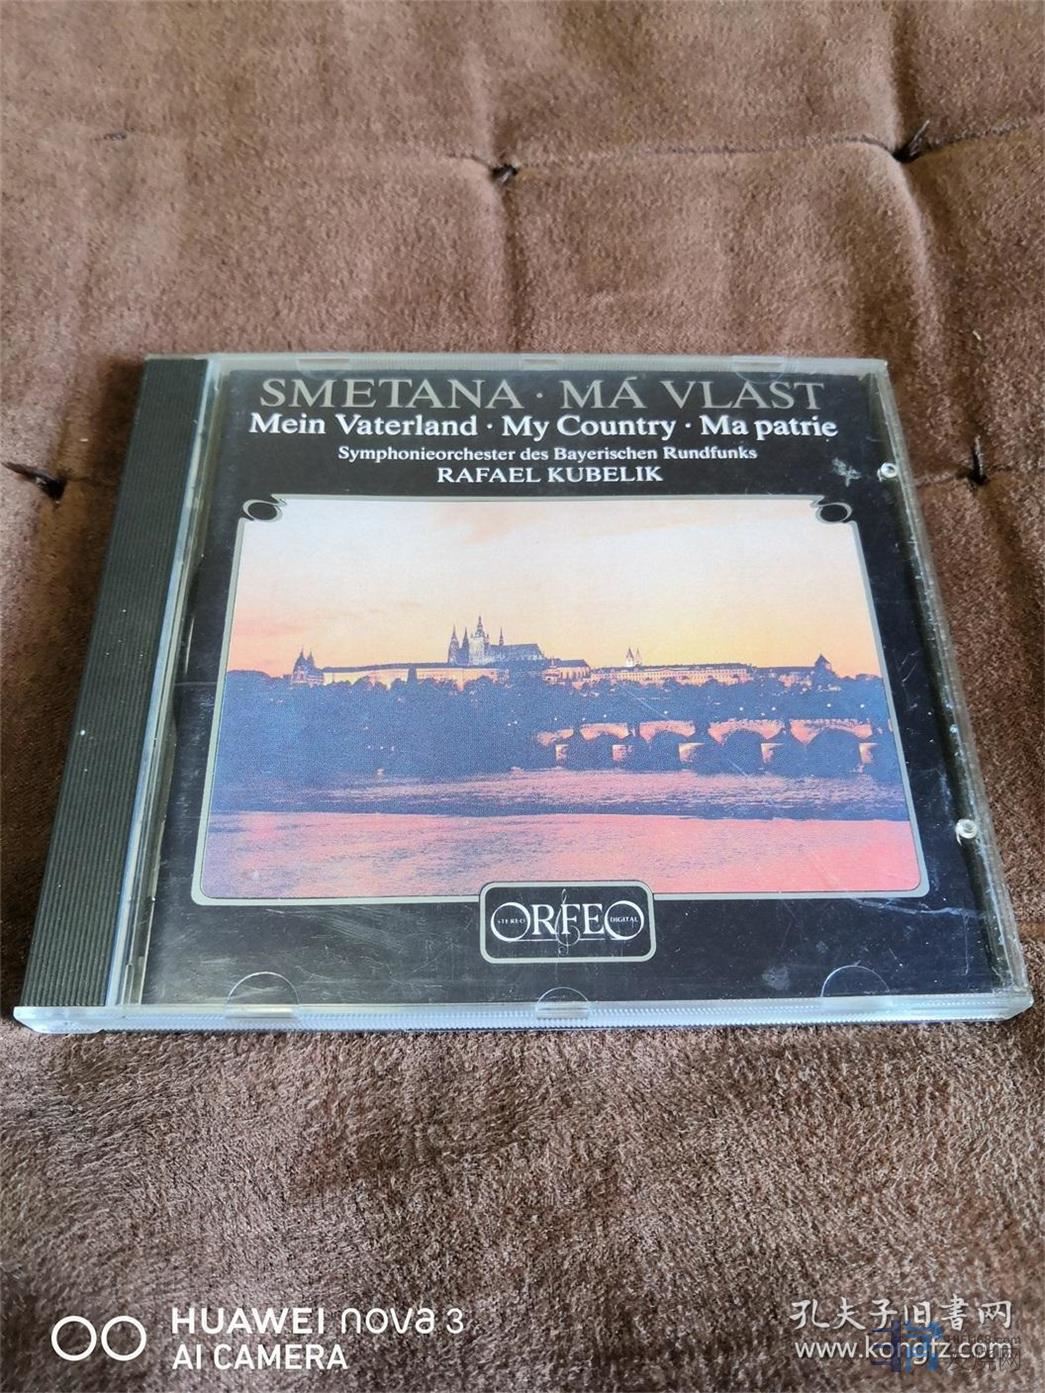 SMETANA · MÁ VLAST
Mein Vaterland · My Country · Ma patrie
Symphonieorchester des Bayerischen Rundfunks
RAFAEL KUBELIK
STEREO ORFEO DIGITAL
HUAWEI nova 3
AI CAMERA
孔夫子旧書网
www.kongfz.com